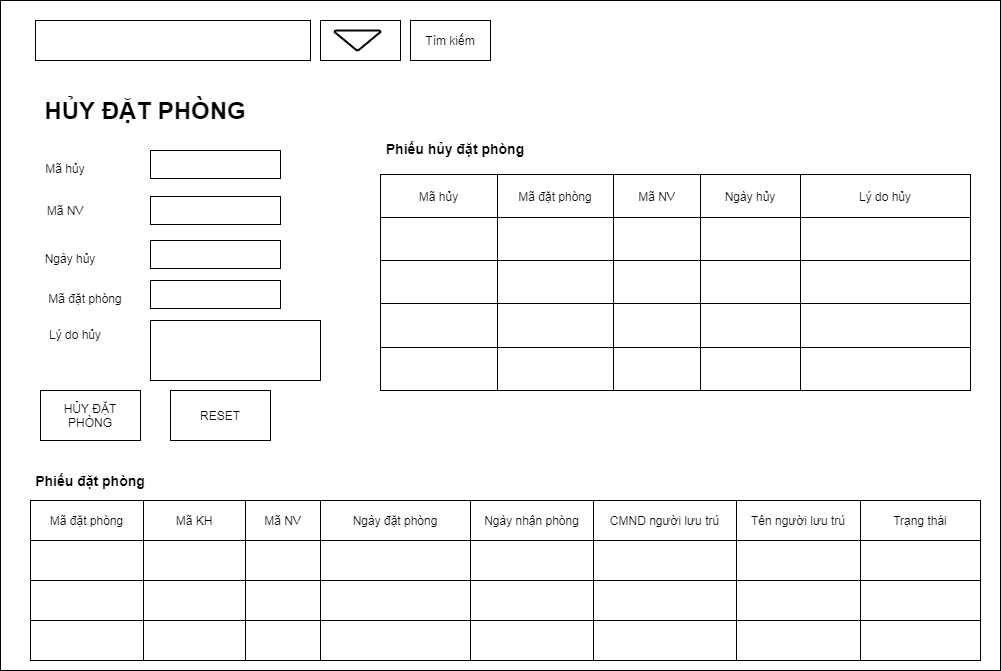 Tìm kiếm
HỦY ĐẶT PHÒNG
Mã hủy
Mã NV
Ngày hủy
Mã đặt phòng
Lý do hủy
HỦY ĐẶT
PHÒNG
RESET
Phiếu hủy đặt phòng
Mã hủy Mã đặt phòng Mã NV Ngày hủy Lý do hủy
Phiếu đặt phòng
Mã đặt phòng Mã KH Mã NV Ngày đặt phòng Ngày nhận phòng CMND người lưu trú Tên người lưu trú Trạng thái